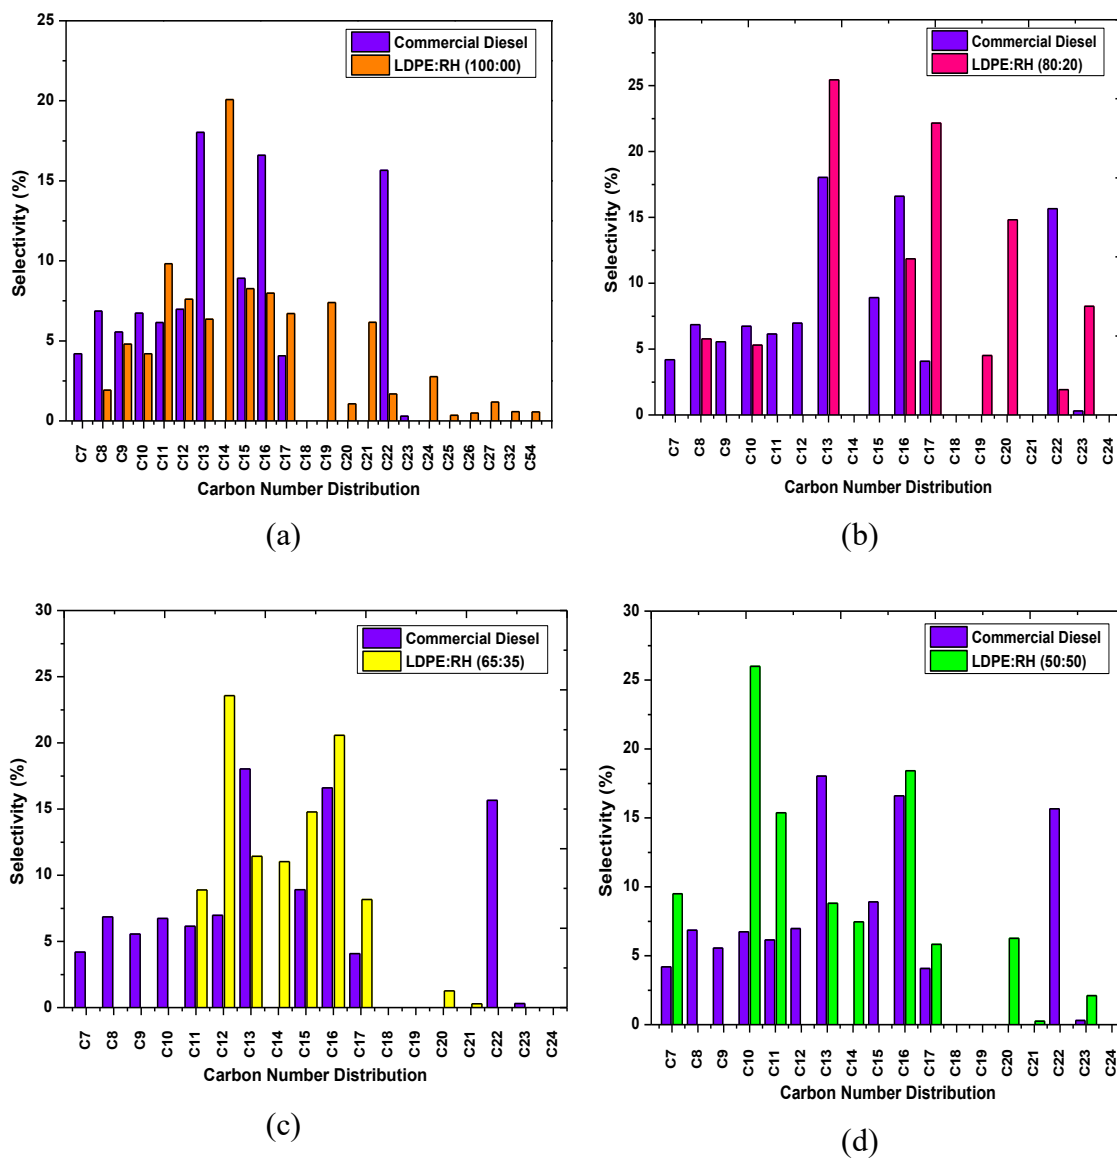 25
20
15
10
5
0
Selectivity (%)
Commercial Diesel
LDPE:RH (100:00)
C7 C8 C9 C10 C11 C12 C13 C14 C15 C16 C17 C18 C19 C20 C21 C22 C23 C24 C25 C26 C27 C32 C54
Carbon Number Distribution
(a)
30
25
20
15
10
5
0
Selectivity (%)
Commercial Diesel
LDPE:RH (80:20)
C7 C8 C9 C10 C11 C12 C13 C14 C15 C16 C17 C18 C19 C20 C22 C23 C24
Carbon Number Distribution
(b)
30
25
20
15
10
5
0
Selectivity (%)
Commercial Diesel
LDPE:RH (65:35)
C7 C8 C9 C10 C11 C12 C13 C14 C15 C16 C17 C18 C19 C20 C21 C22 C23 C24
Carbon Number Distribution
(c)
30
25
20
15
10
5
0
Selectivity (%)
Commercial Diesel
LDPE:RH (50:50)
C7 C8 C9 C10 C11 C12 C13 C14 C15 C16 C17 C18 C19 C20 C21 C22 C23 C24
Carbon Number Distribution
(d)